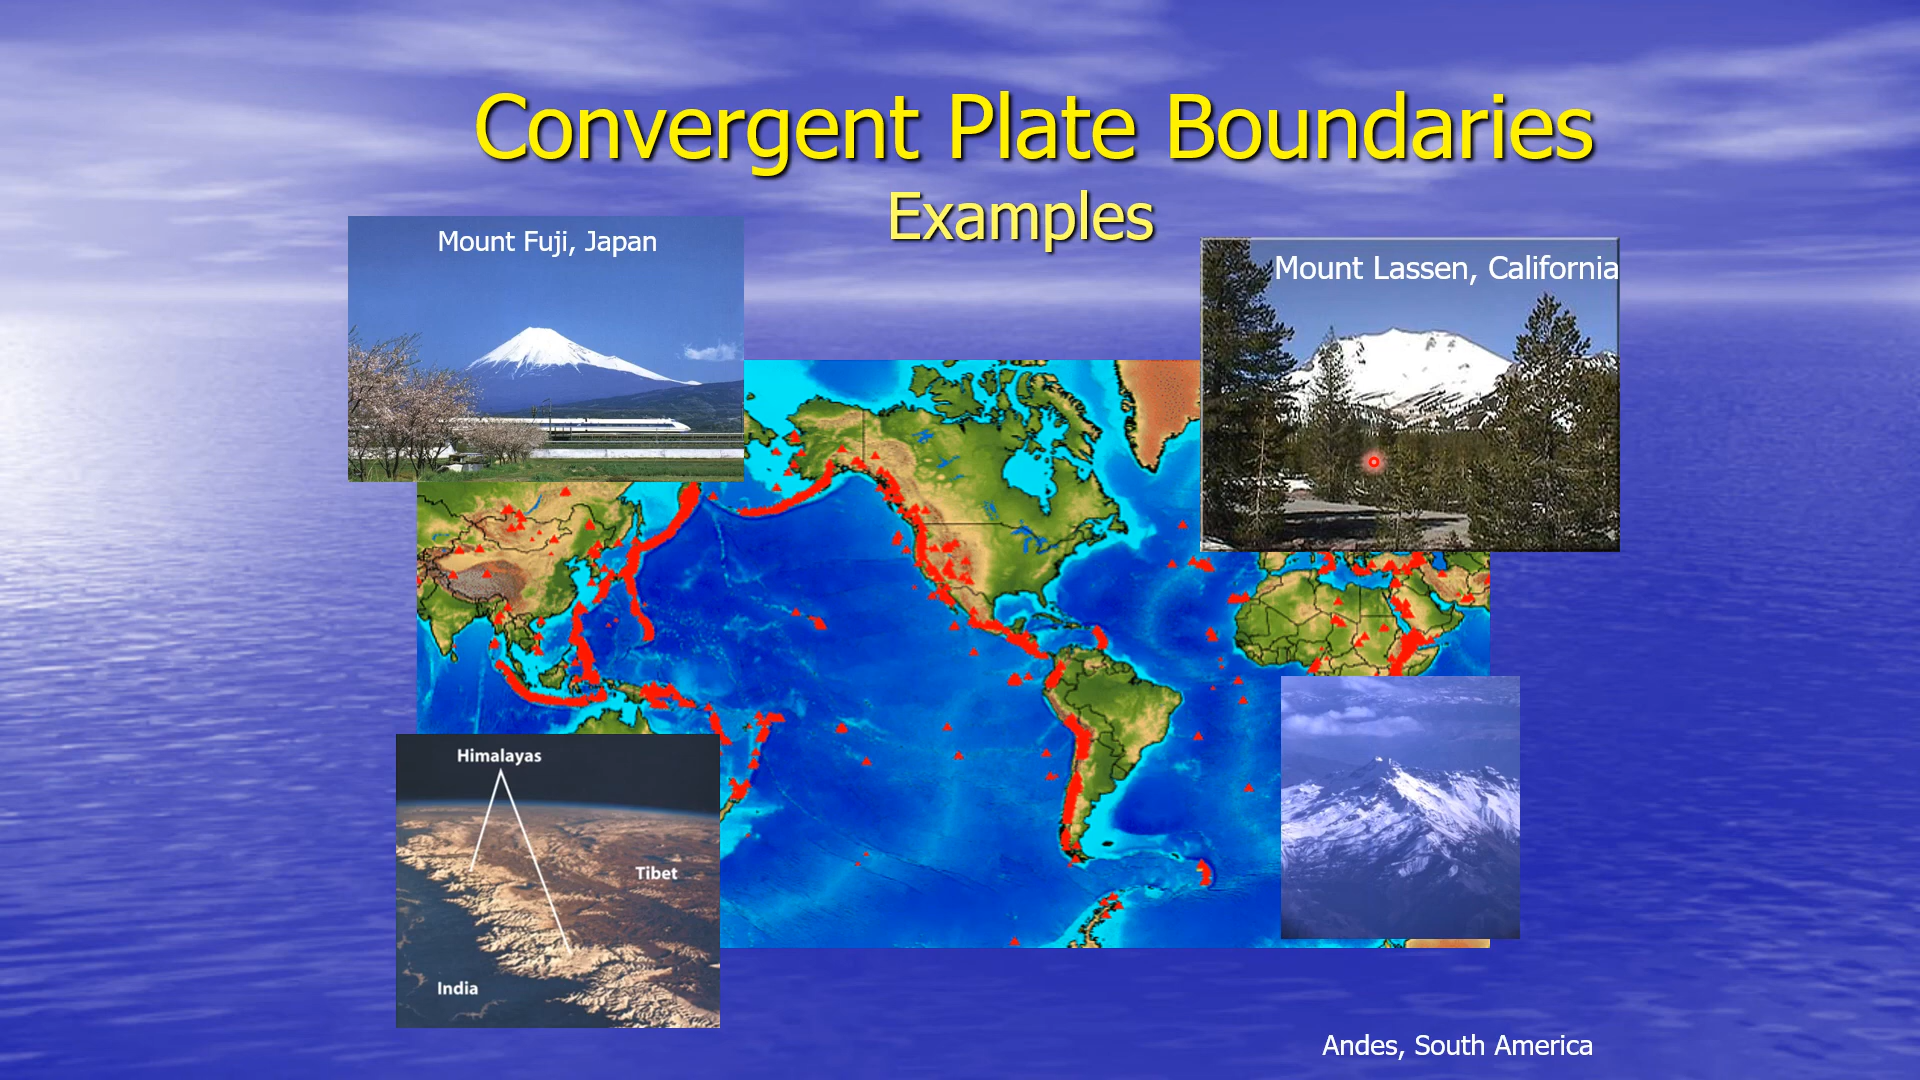 Convergent Plate Boundaries
Examples
Mount Fuji, Japan
Mount Lassen, California
Himalayas
Tibet
India
Andes, South America